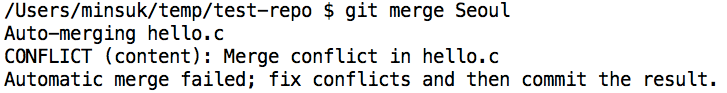 /Users/minsuk/temp/test-repo $ git merge Seoul
Auto-merging hello.c
CONFLICT (content): Merge conflict in hello.c
Automatic merge failed; fix conflicts and then commit the result.